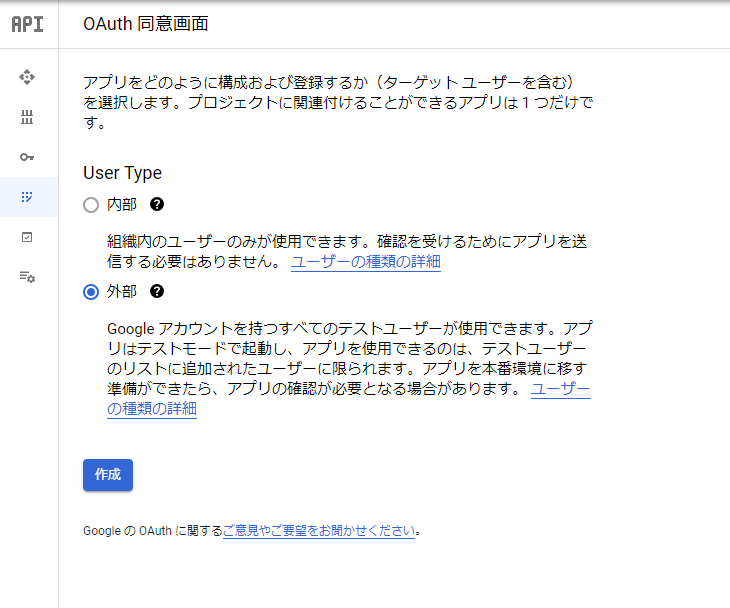 API
OAuth 同意画面
アプリをどのように構成および登録するか（ターゲット ユーザーを含む）
を選択します。プロジェクトに関連付けることができるアプリは 1 つだけで
す。
User Type
内部
組織内のユーザーのみが使用できます。確認を受けるためにアプリを送
信する必要はありません。 ユーザーの種類の詳細
外部
Google アカウントを持つすべてのテストユーザーが使用できます。アプ
リはテストモードで起動し、アプリを使用できるのは、テストユーザー
のリストに追加されたユーザーに限られます。アプリを本番環境に移す
準備ができたら、アプリの確認が必要となる場合があります。 ユーザー
の種類の詳細
作成
Google の OAuth に関するご意見やご要望をお聞かせください。